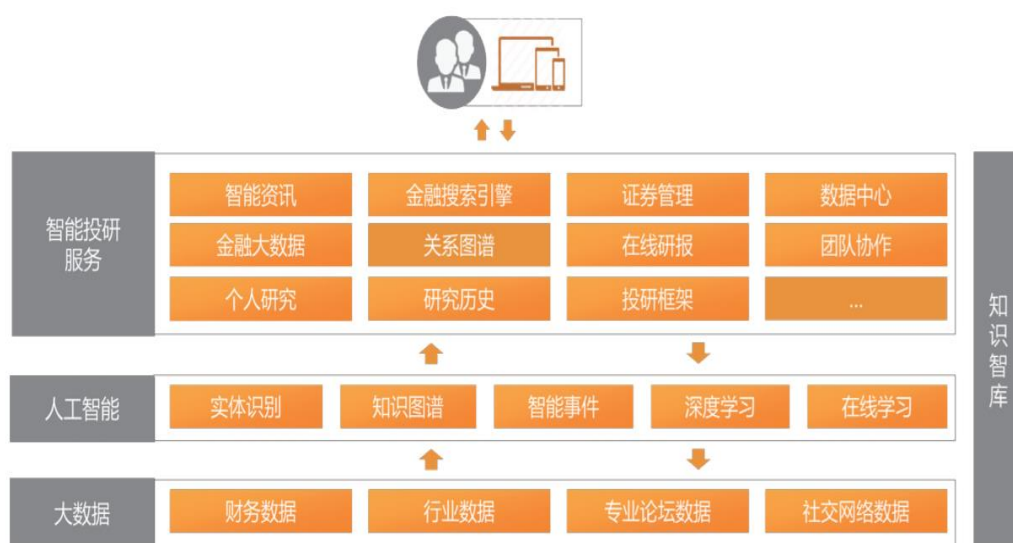 智能投研
服务
智能资讯
金融搜索引擎
证券管理
数据中心
金融大数据
关系图谱
在线研报
团队协作
个人研究
研究历史
投研框架
...
人工智能
实体识别
知识图谱
智能事件
深度学习
在线学习
大数据
财务数据
行业数据
专业论坛数据
社交网络数据
知识智库